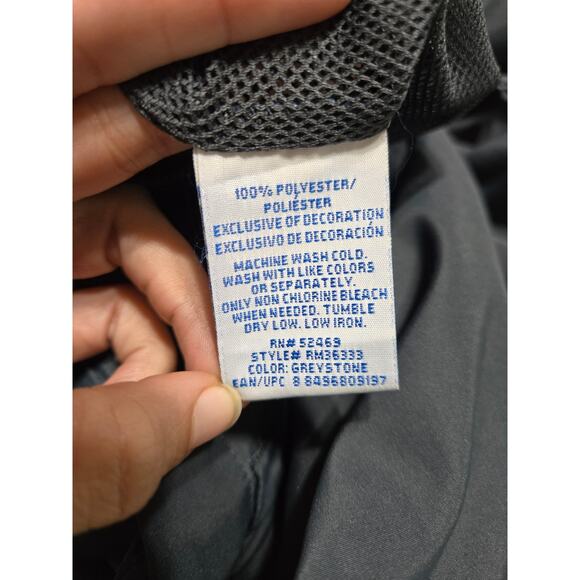 100% POLYESTER/
POLIÉSTER
EXCLUSIVE OF DECORATION
EXCLUSIVO DE DECORACIÓN
MACHINE WASH COLD.
WASH WITH LIKE COLORS
OR SEPARATELY.
ONLY NON CHLORINE BLEACH
WHEN NEEDED. TUMBLE
DRY LOW. LOW IRON.
RN# 52469
STYLE# RM36333
COLOR: GREYSTONE
EAN/UPC 8 8496809197